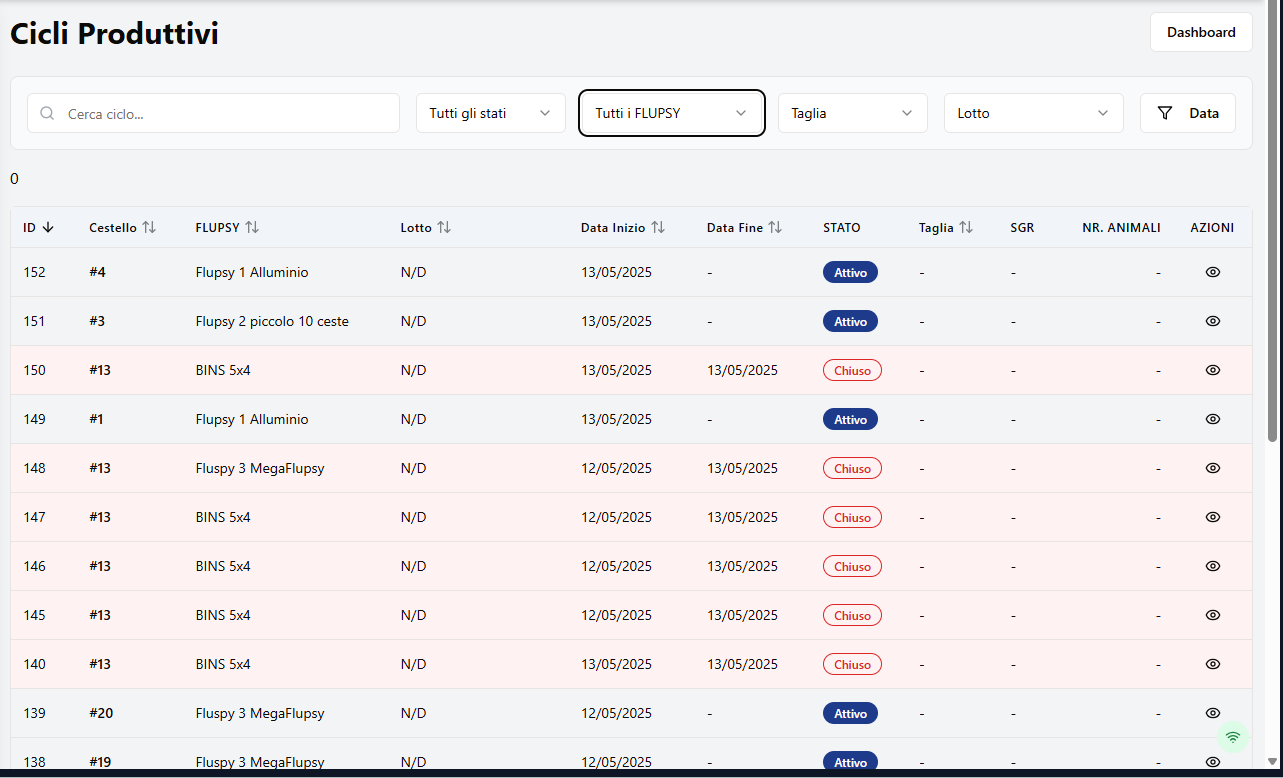 Cicli Produttivi
Dashboard
Cerca ciclo... Tutti gli stati Tutti i FLUPSY Taglia Lotto Data
0
ID Cestello FLUPSY Lotto Data Inizio Data Fine STATO Taglia SGR NR. ANIMALI AZIONI
152 #4 Flupsy 1 Alluminio N/D 13/05/2025 - Attivo - - -
151 #3 Flupsy 2 piccolo 10 ceste N/D 13/05/2025 - Attivo - - -
150 #13 BINS 5x4 N/D 13/05/2025 13/05/2025 Chiuso - - -
149 #1 Flupsy 1 Alluminio N/D 13/05/2025 - Attivo - - -
148 #13 Fluspy 3 MegaFlupsy N/D 12/05/2025 13/05/2025 Chiuso - - -
147 #13 BINS 5x4 N/D 12/05/2025 13/05/2025 Chiuso - - -
146 #13 BINS 5x4 N/D 12/05/2025 13/05/2025 Chiuso - - -
145 #13 BINS 5x4 N/D 12/05/2025 13/05/2025 Chiuso - - -
140 #13 BINS 5x4 N/D 13/05/2025 13/05/2025 Chiuso - - -
139 #20 Fluspy 3 MegaFlupsy N/D 12/05/2025 - Attivo - - -
138 #19 Fluspy 3 MegaFlupsy N/D 12/05/2025 - Attivo - - -